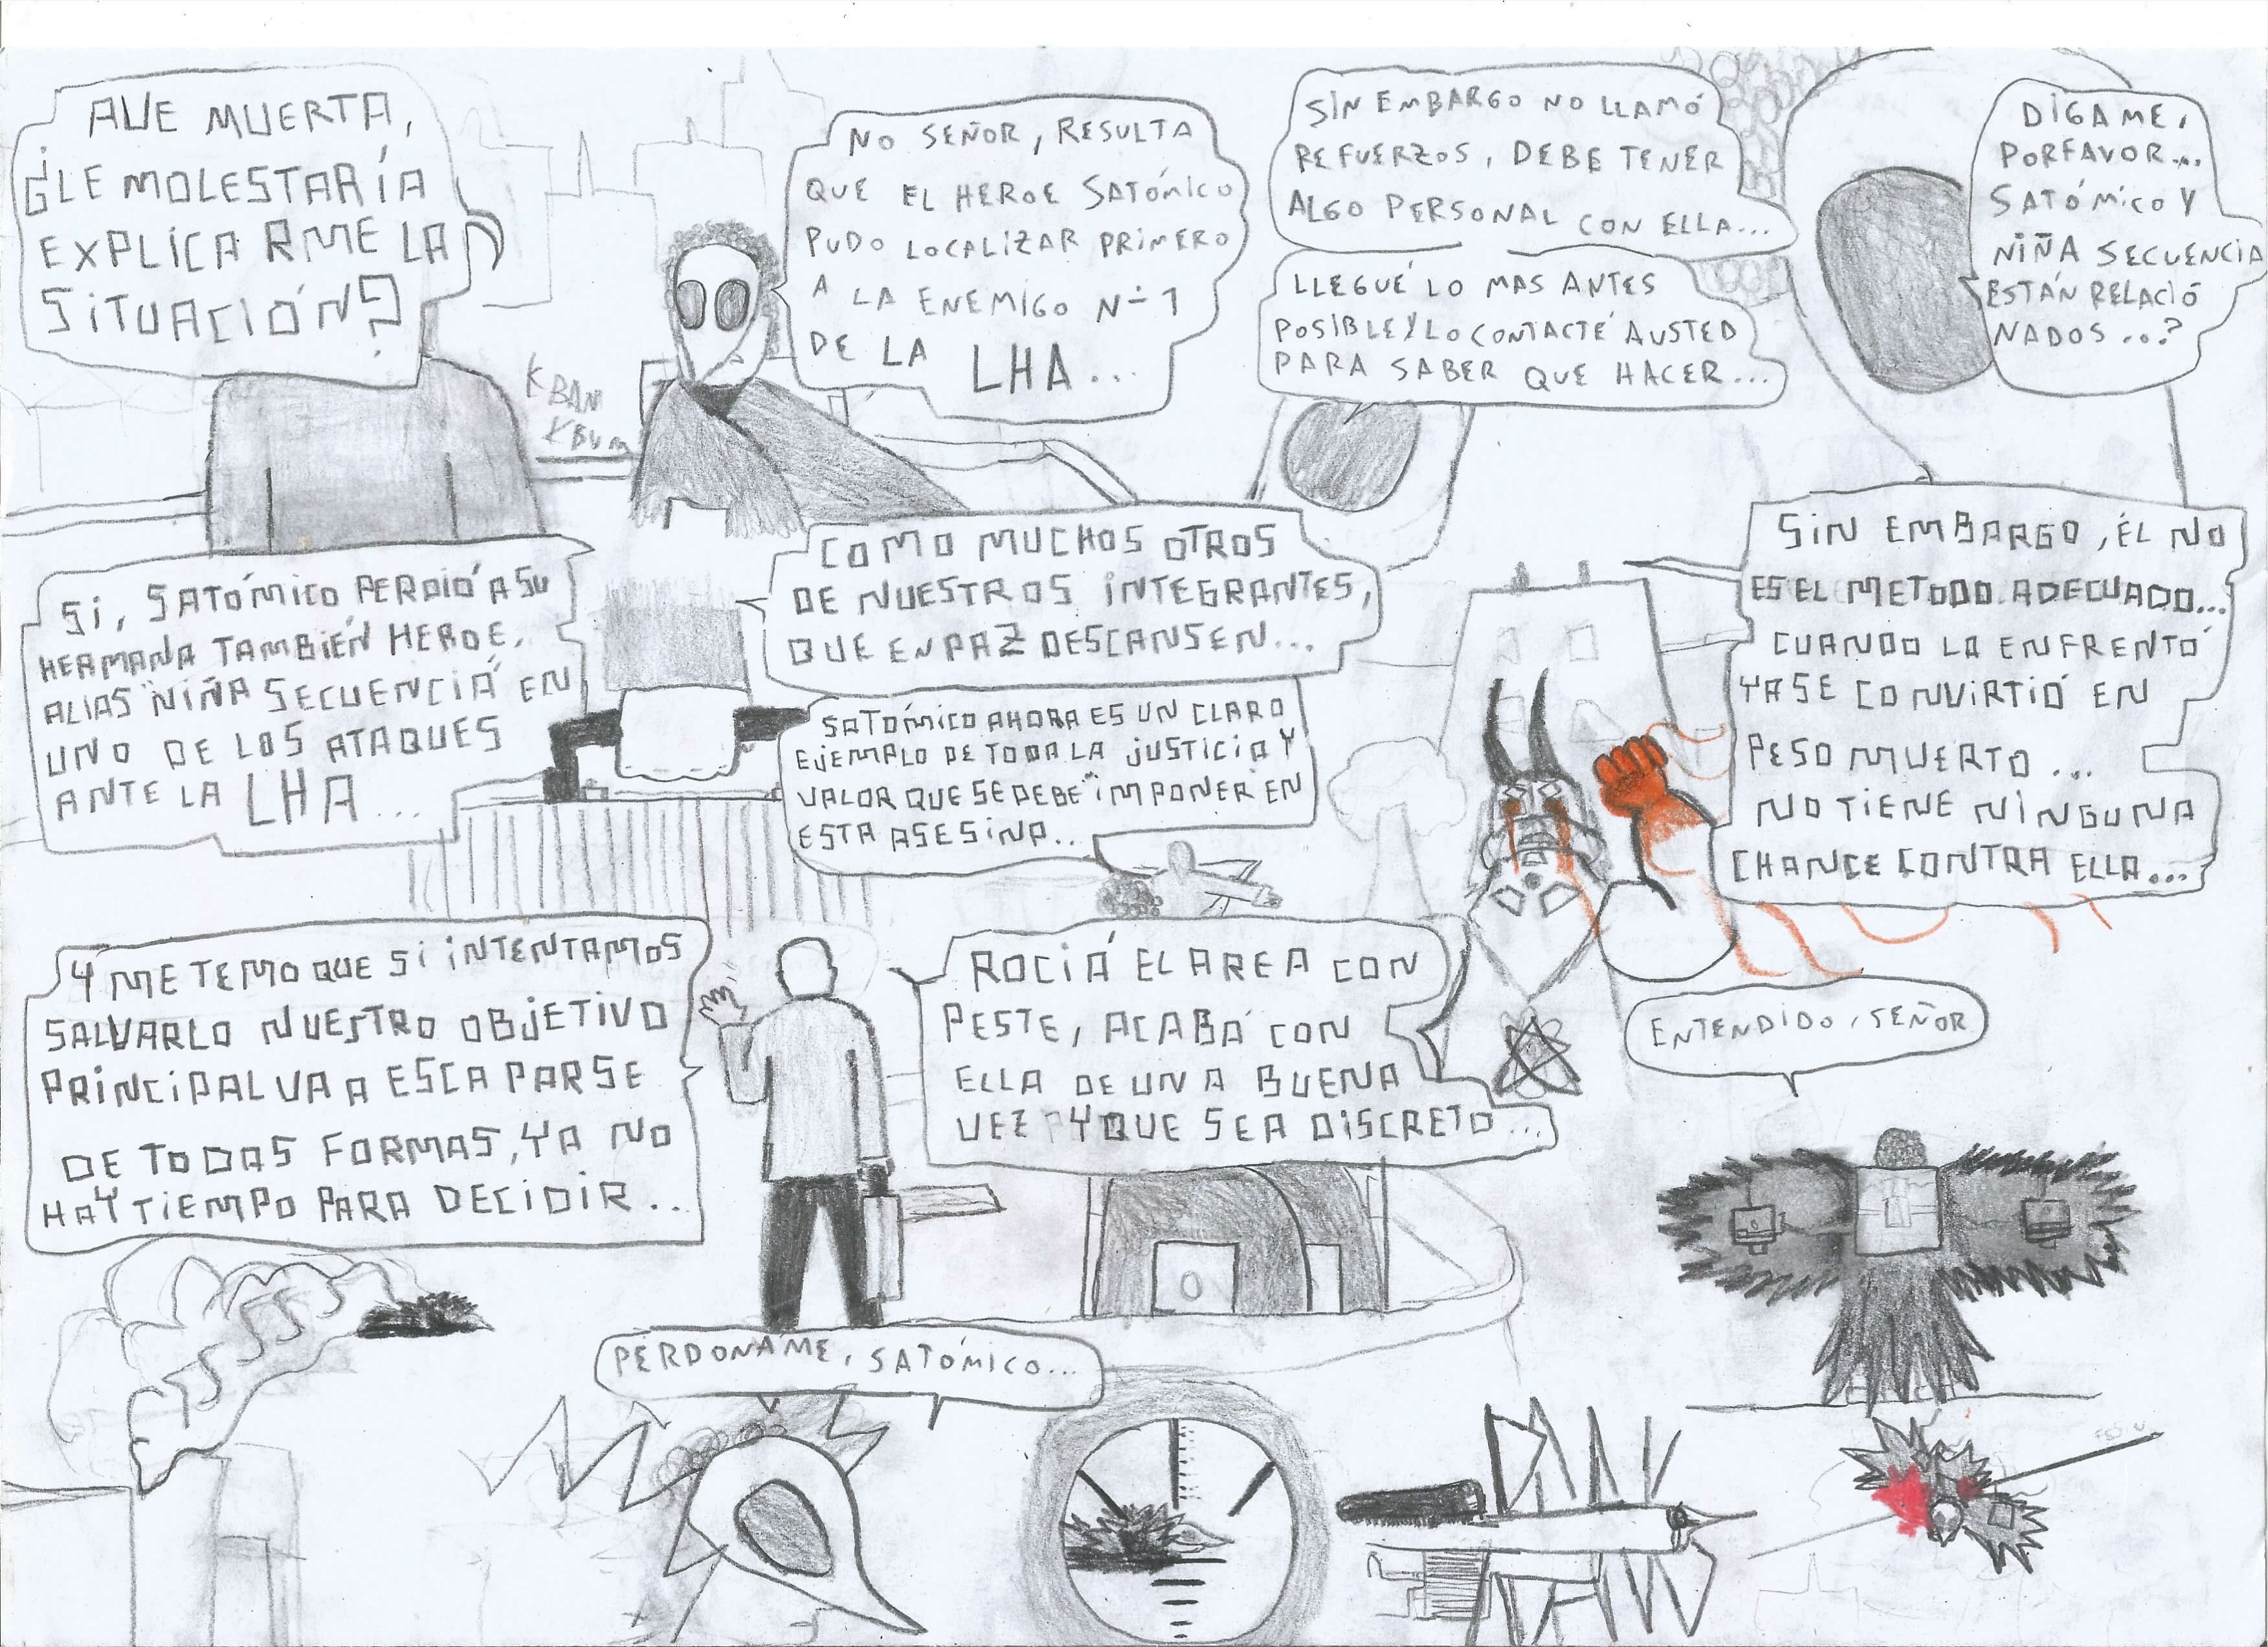 AVE MUERTA,
¿LE MOLESTARÍA
EXPLICARME LA
SITUACIÓN?
NO SEÑOR, RESULTA
QUE EL HEROE SATÓMICO
PUDO LOCALIZAR PRIMERO
A LA ENEMIGO N-1
DE LA LHA...
SIN EMBARGO NO LLAMÓ
REFUERZOS, DEBE TENER
ALGO PERSONAL CON ELLA...
LLEGUÉ LO MAS ANTES
POSIBLE Y LO CONTACTÉ A USTED
PARA SABER QUE HACER...
DÍGAME,
PORFAVOR...
SATÓMICO Y
NIÑA SECUENCIA
ESTÁN RELACIÓ
NADOS...?
KBAN
KBUM
SI, SATÓMICO PERDIÓ A SU
HERMANA TAMBIÉN HEROE,
ALIAS "NIÑA SECUENCIA" EN
UNO DE LOS ATAQUES
ANTE LA LHA...
COMO MUCHOS OTROS
DE NUESTROS INTEGRANTES,
QUE EN PAZ DESCANSEN...
SATÓMICO AHORA ES UN CLARO
EJEMPLO DE TODA LA JUSTICIA Y
VALOR QUE SE DEBE IMPONER EN
ESTA ASESINA...
SIN EMBARGO, ÉL NO
ES EL METODO ADECUADO...
CUANDO LA ENFRENTÓ
YA SE CONVIRTIÓ EN
PESO MUERTO...
NO TIENE NINGUNA
CHANCE CONTRA ELLA...
Y ME TEMO QUE SI INTENTAMOS
SALVARLO NUESTRO OBJETIVO
PRINCIPAL VA A ESCAPARSE
DE TODAS FORMAS, YA NO
HAY TIEMPO PARA DECIDIR...
ROCIÁ EL AREA CON
PESTE, ACABÁ CON
ELLA DE UNA BUENA
VEZ Y QUE SEA DISCRETO...
ENTENDIDO, SEÑOR
PERDONAME, SATÓMICO...